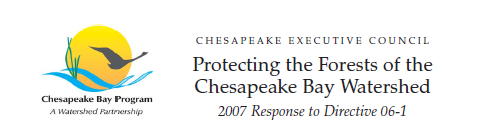 CHESAPEAKE EXECUTIVE COUNCIL
Protecting the Forests of the
Chesapeake Bay Watershed
2007 Response to Directive 06-1
Chesapeake Bay Program
A Watershed Partnership